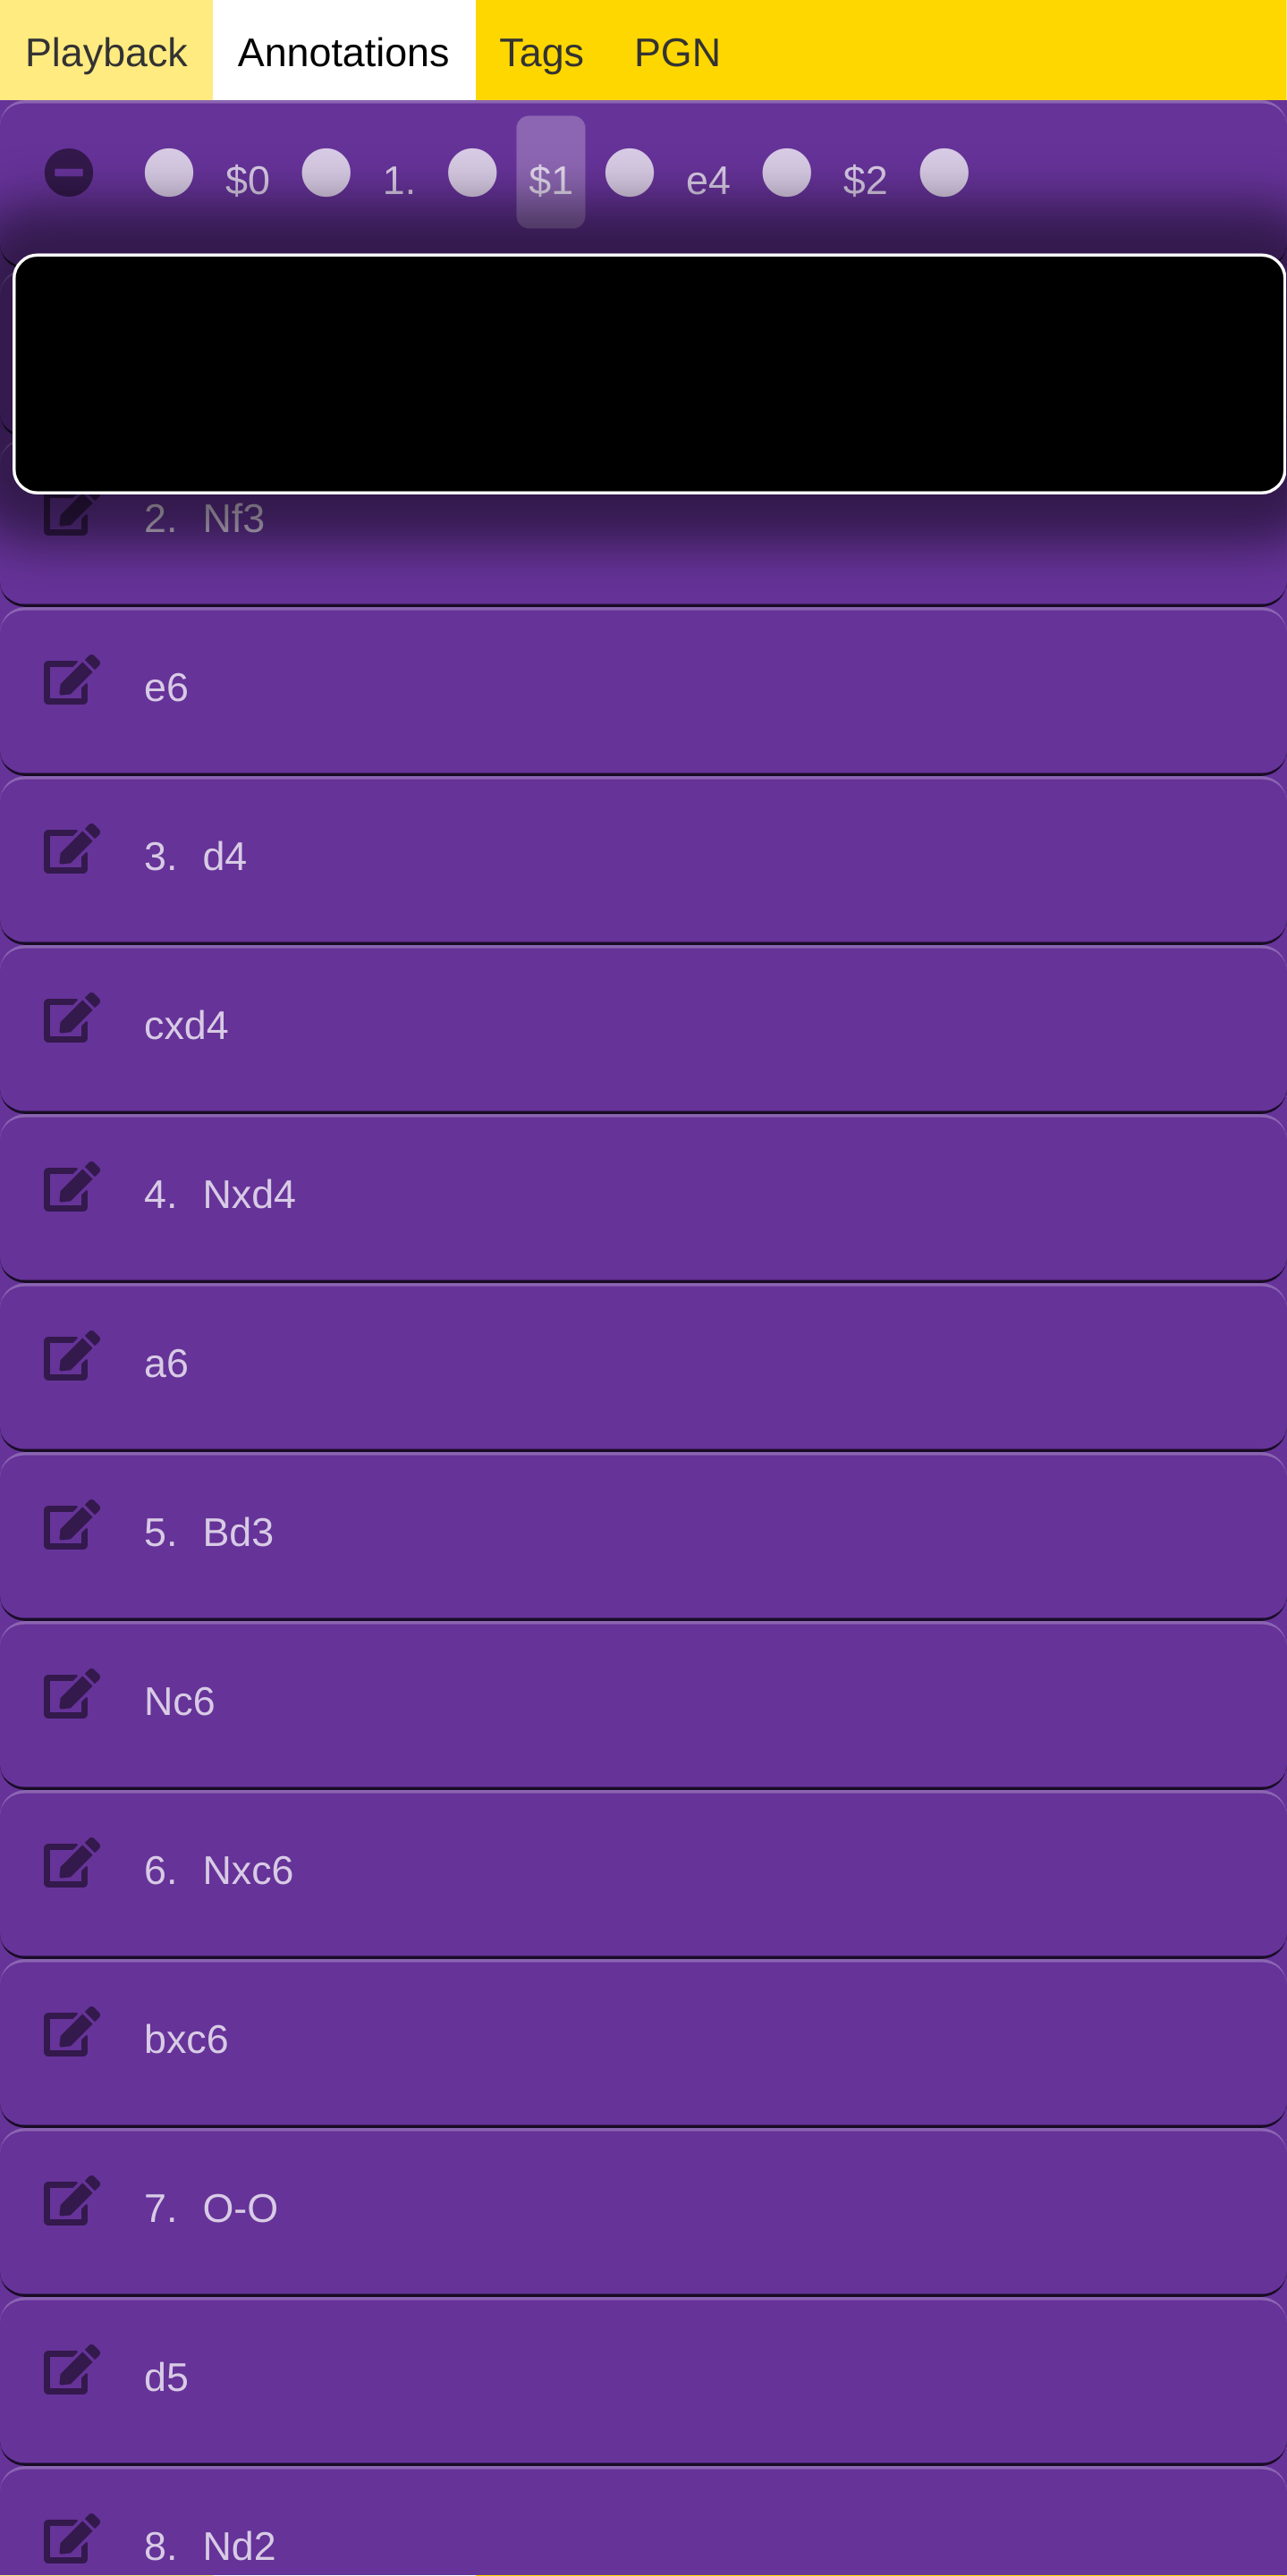 Playback Annotations Tags PGN
$0 1. $1 e4 $2
2. Nf3
e6
3. d4
cxd4
4. Nxd4
a6
5. Bd3
Nc6
6. Nxc6
bxc6
7. O-O
d5
8. Nd2